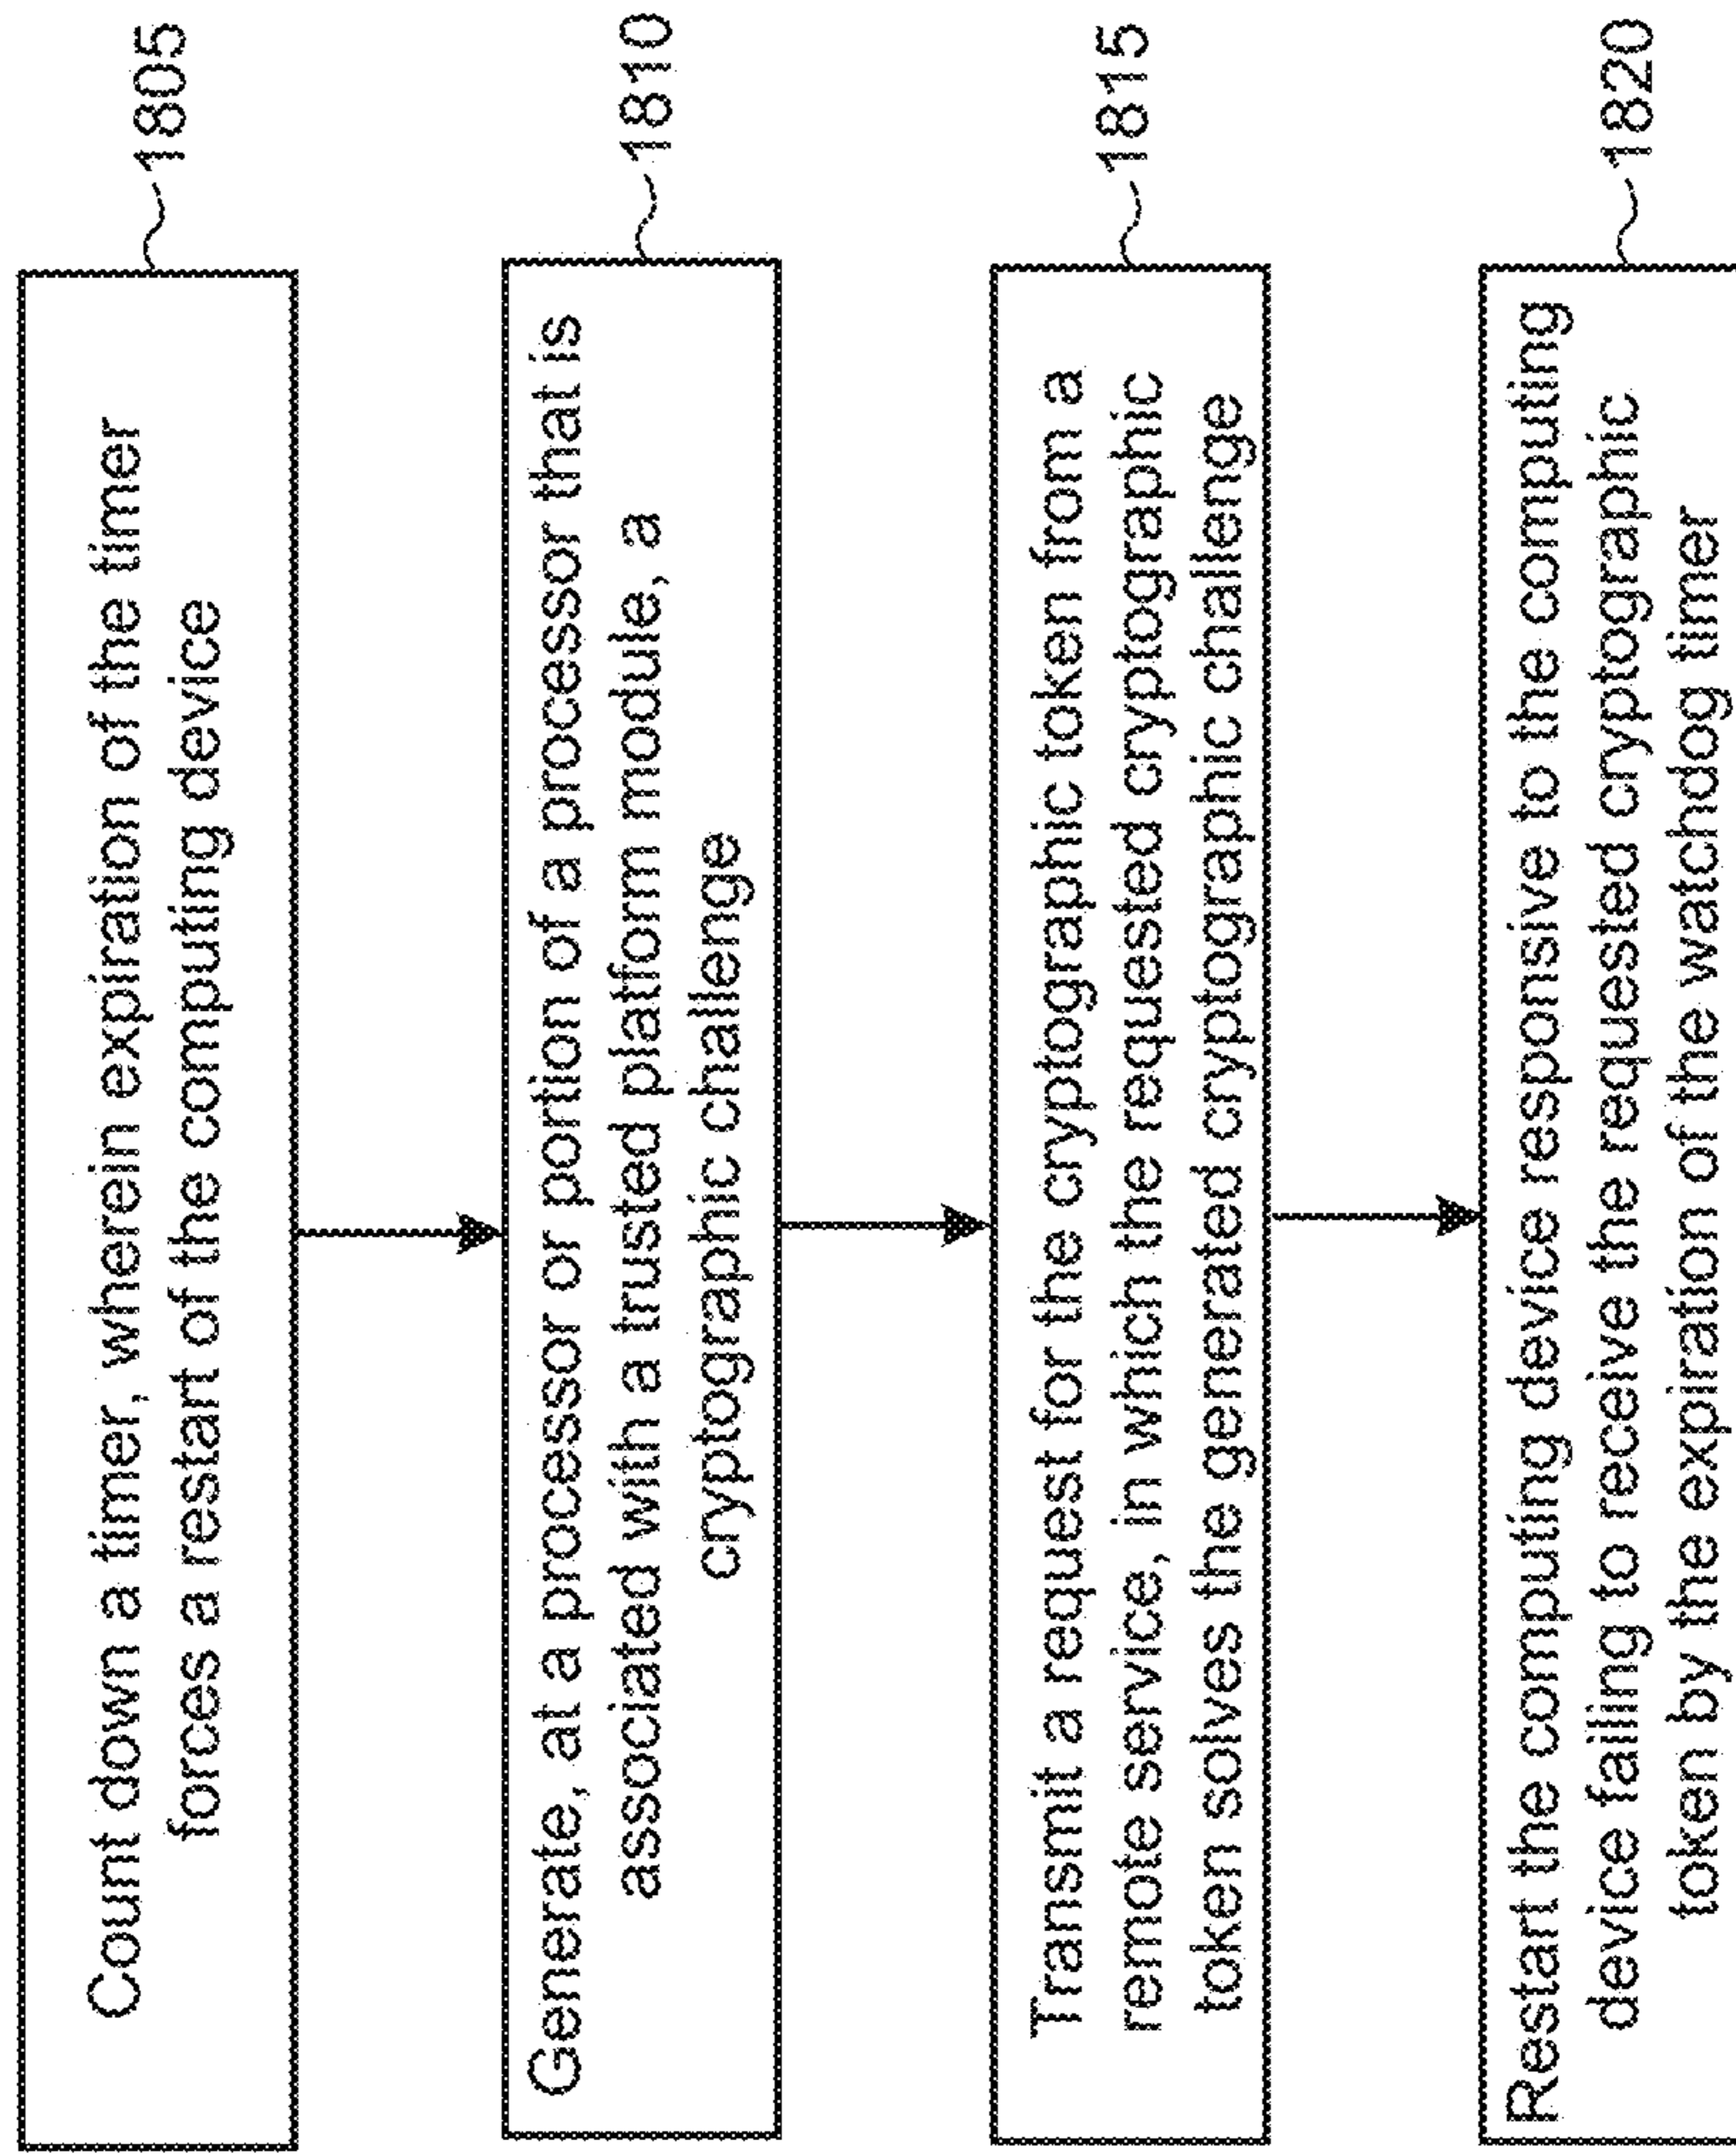 Count down a timer, wherein expiration of the timer
forces a restart of the computing device
1805
Generate, at a processor or portion of a processor that is
associated with a trusted platform module, a
cryptographic challenge
1810
Transmit a request for the cryptographic token from a
remote service, in which the requested cryptographic
token solves the generated cryptographic challenge
1815
Restart the computing device responsive to the computing
device failing to receive the requested cryptographic
token by the expiration of the watchdog timer
1820